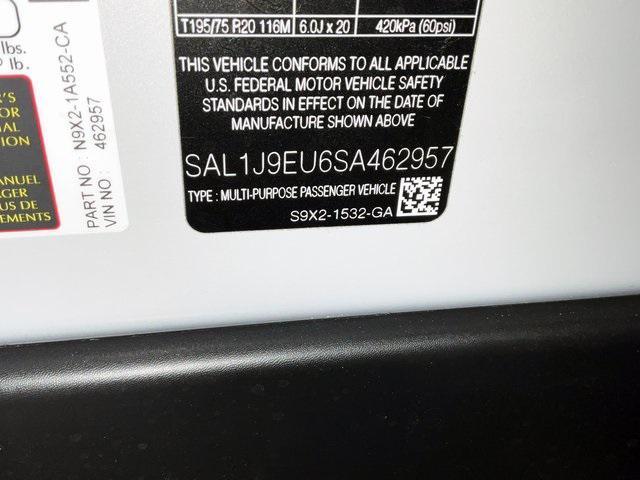 T195/75 R20 116M 6.0J x 20 420kPa (60psi)
THIS VEHICLE CONFORMS TO ALL APPLICABLE
U.S. FEDERAL MOTOR VEHICLE SAFETY
STANDARDS IN EFFECT ON THE DATE OF
MANUFACTURE SHOWN ABOVE
SAL1J9EU6SA462957
TYPE : MULTI-PURPOSE PASSENGER VEHICLE
S9X2-1532-GA
lbs.
lb.
PART NO : N9X2-1A552-CA
VIN NO : 462957